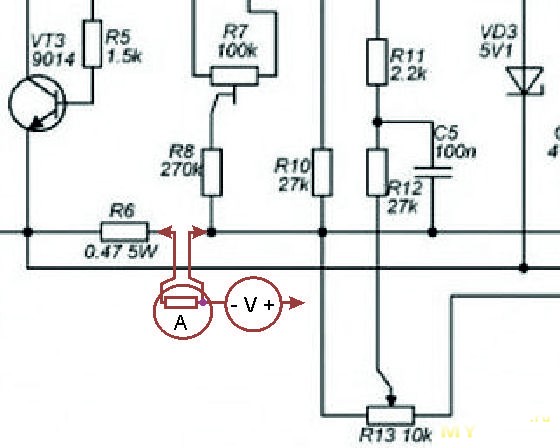 VT3
9014
R5
1.5k
R7
100k
R11
2.2k
VD3
5V1
R8
270k
R10
27k
R12
27k
C5
100n
R6
0.47 5W
A
- V +
R13 10k
MY